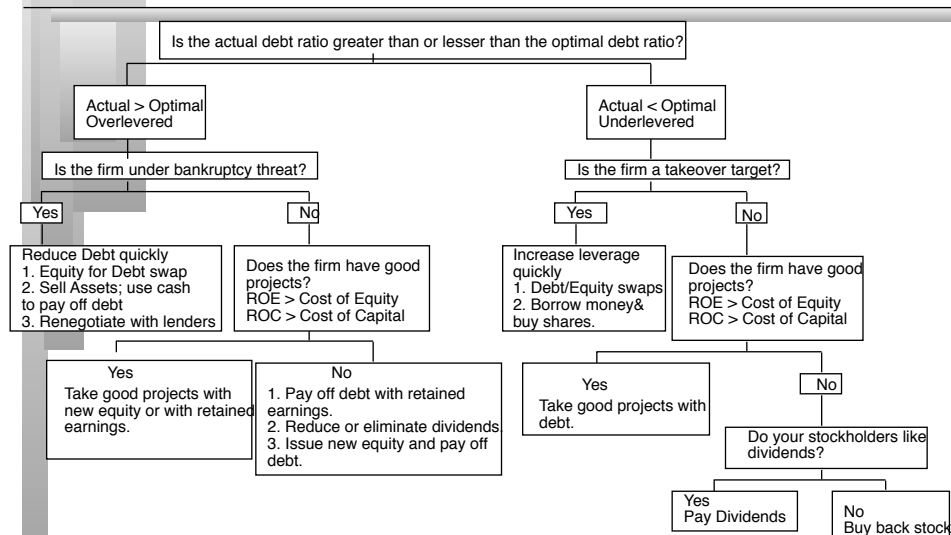 Is the actual debt ratio greater than or lesser than the optimal debt ratio?
Actual > Optimal
Overlevered
Actual < Optimal
Underlevered
Is the firm under bankruptcy threat?
Is the firm a takeover target?
Yes
No
Yes
No
Reduce Debt quickly
1. Equity for Debt swap
2. Sell Assets; use cash
to pay off debt
3. Renegotiate with lenders
Does the firm have good
projects?
ROE > Cost of Equity
ROC > Cost of Capital
Increase leverage
quickly
1. Debt/Equity swaps
2. Borrow money&
buy shares.
Does the firm have good
projects?
ROE > Cost of Equity
ROC > Cost of Capital
Yes
Take good projects with
new equity or with retained
earnings.
No
1. Pay off debt with retained
earnings.
2. Reduce or eliminate dividends.
3. Issue new equity and pay off
debt.
Yes
Take good projects with
debt.
No
Do your stockholders like
dividends?
Yes
Pay Dividends
No
Buy back stock